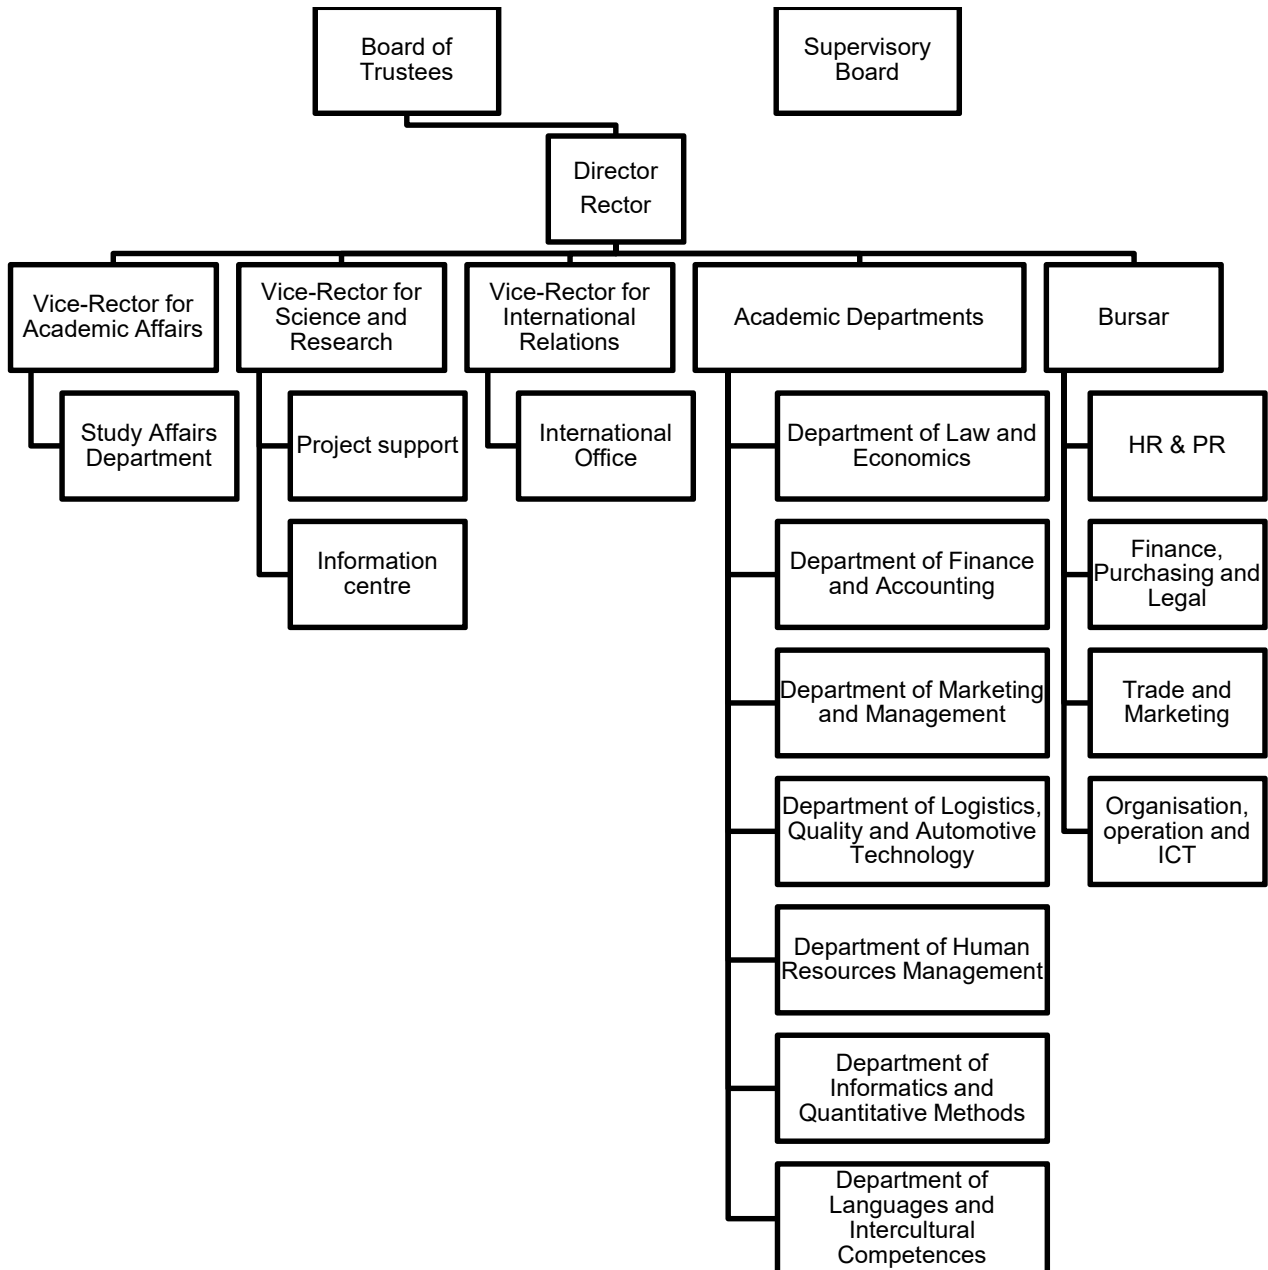 Board of
Trustees
Supervisory
Board
Director
Rector
Vice-Rector for
Academic Affairs
Vice-Rector for
Science and
Research
Vice-Rector for
International
Relations
Academic Departments
Bursar
Study Affairs
Department
Project support
International
Office
Department of Law and
Economics
HR & PR
Information
centre
Department of Finance
and Accounting
Finance,
Purchasing and
Legal
Department of Marketing
and Management
Trade and
Marketing
Department of Logistics,
Quality and Automotive
Technology
Organisation,
operation and
ICT
Department of Human
Resources Management
Department of
Informatics and
Quantitative Methods
Department of
Languages and
Intercultural
Competences